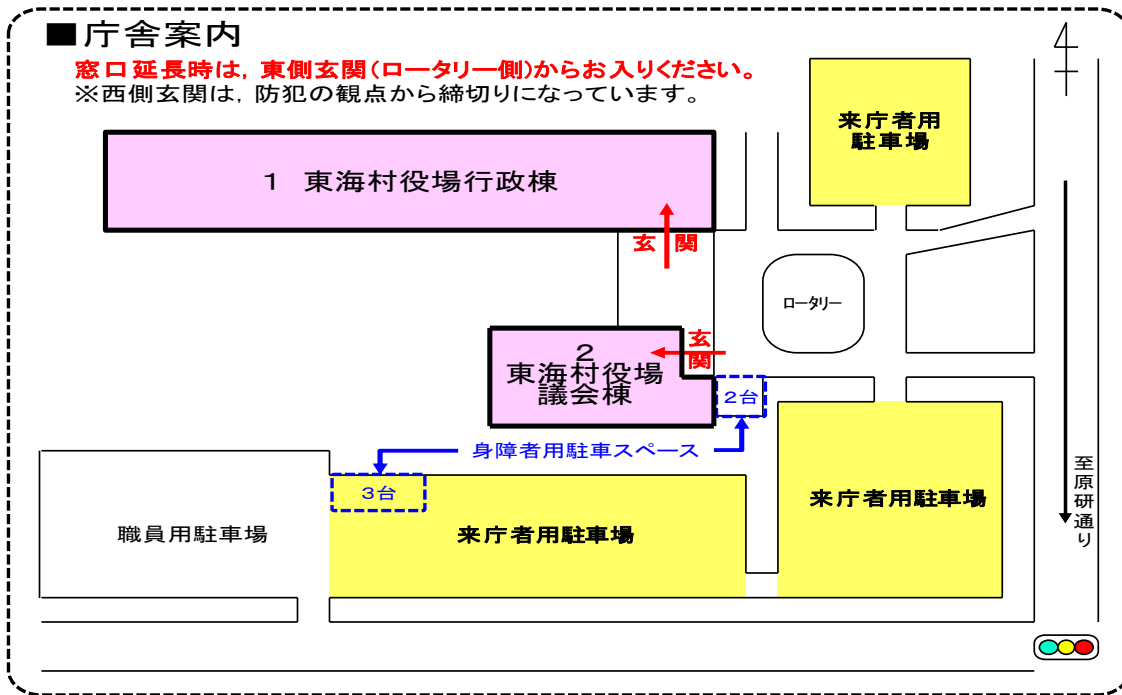 ■庁舎案内
窓口延長時は，東側玄関（ロータリー側）からお入りください。
※西側玄関は，防犯の観点から締切りになっています。
来庁者用
駐車場
1 東海村役場行政棟
玄関
ロータリー
玄
関
2
東海村役場
議会棟
2台
身障者用駐車スペース
3台
職員用駐車場
来庁者用駐車場
来庁者用駐車場
至原研通り